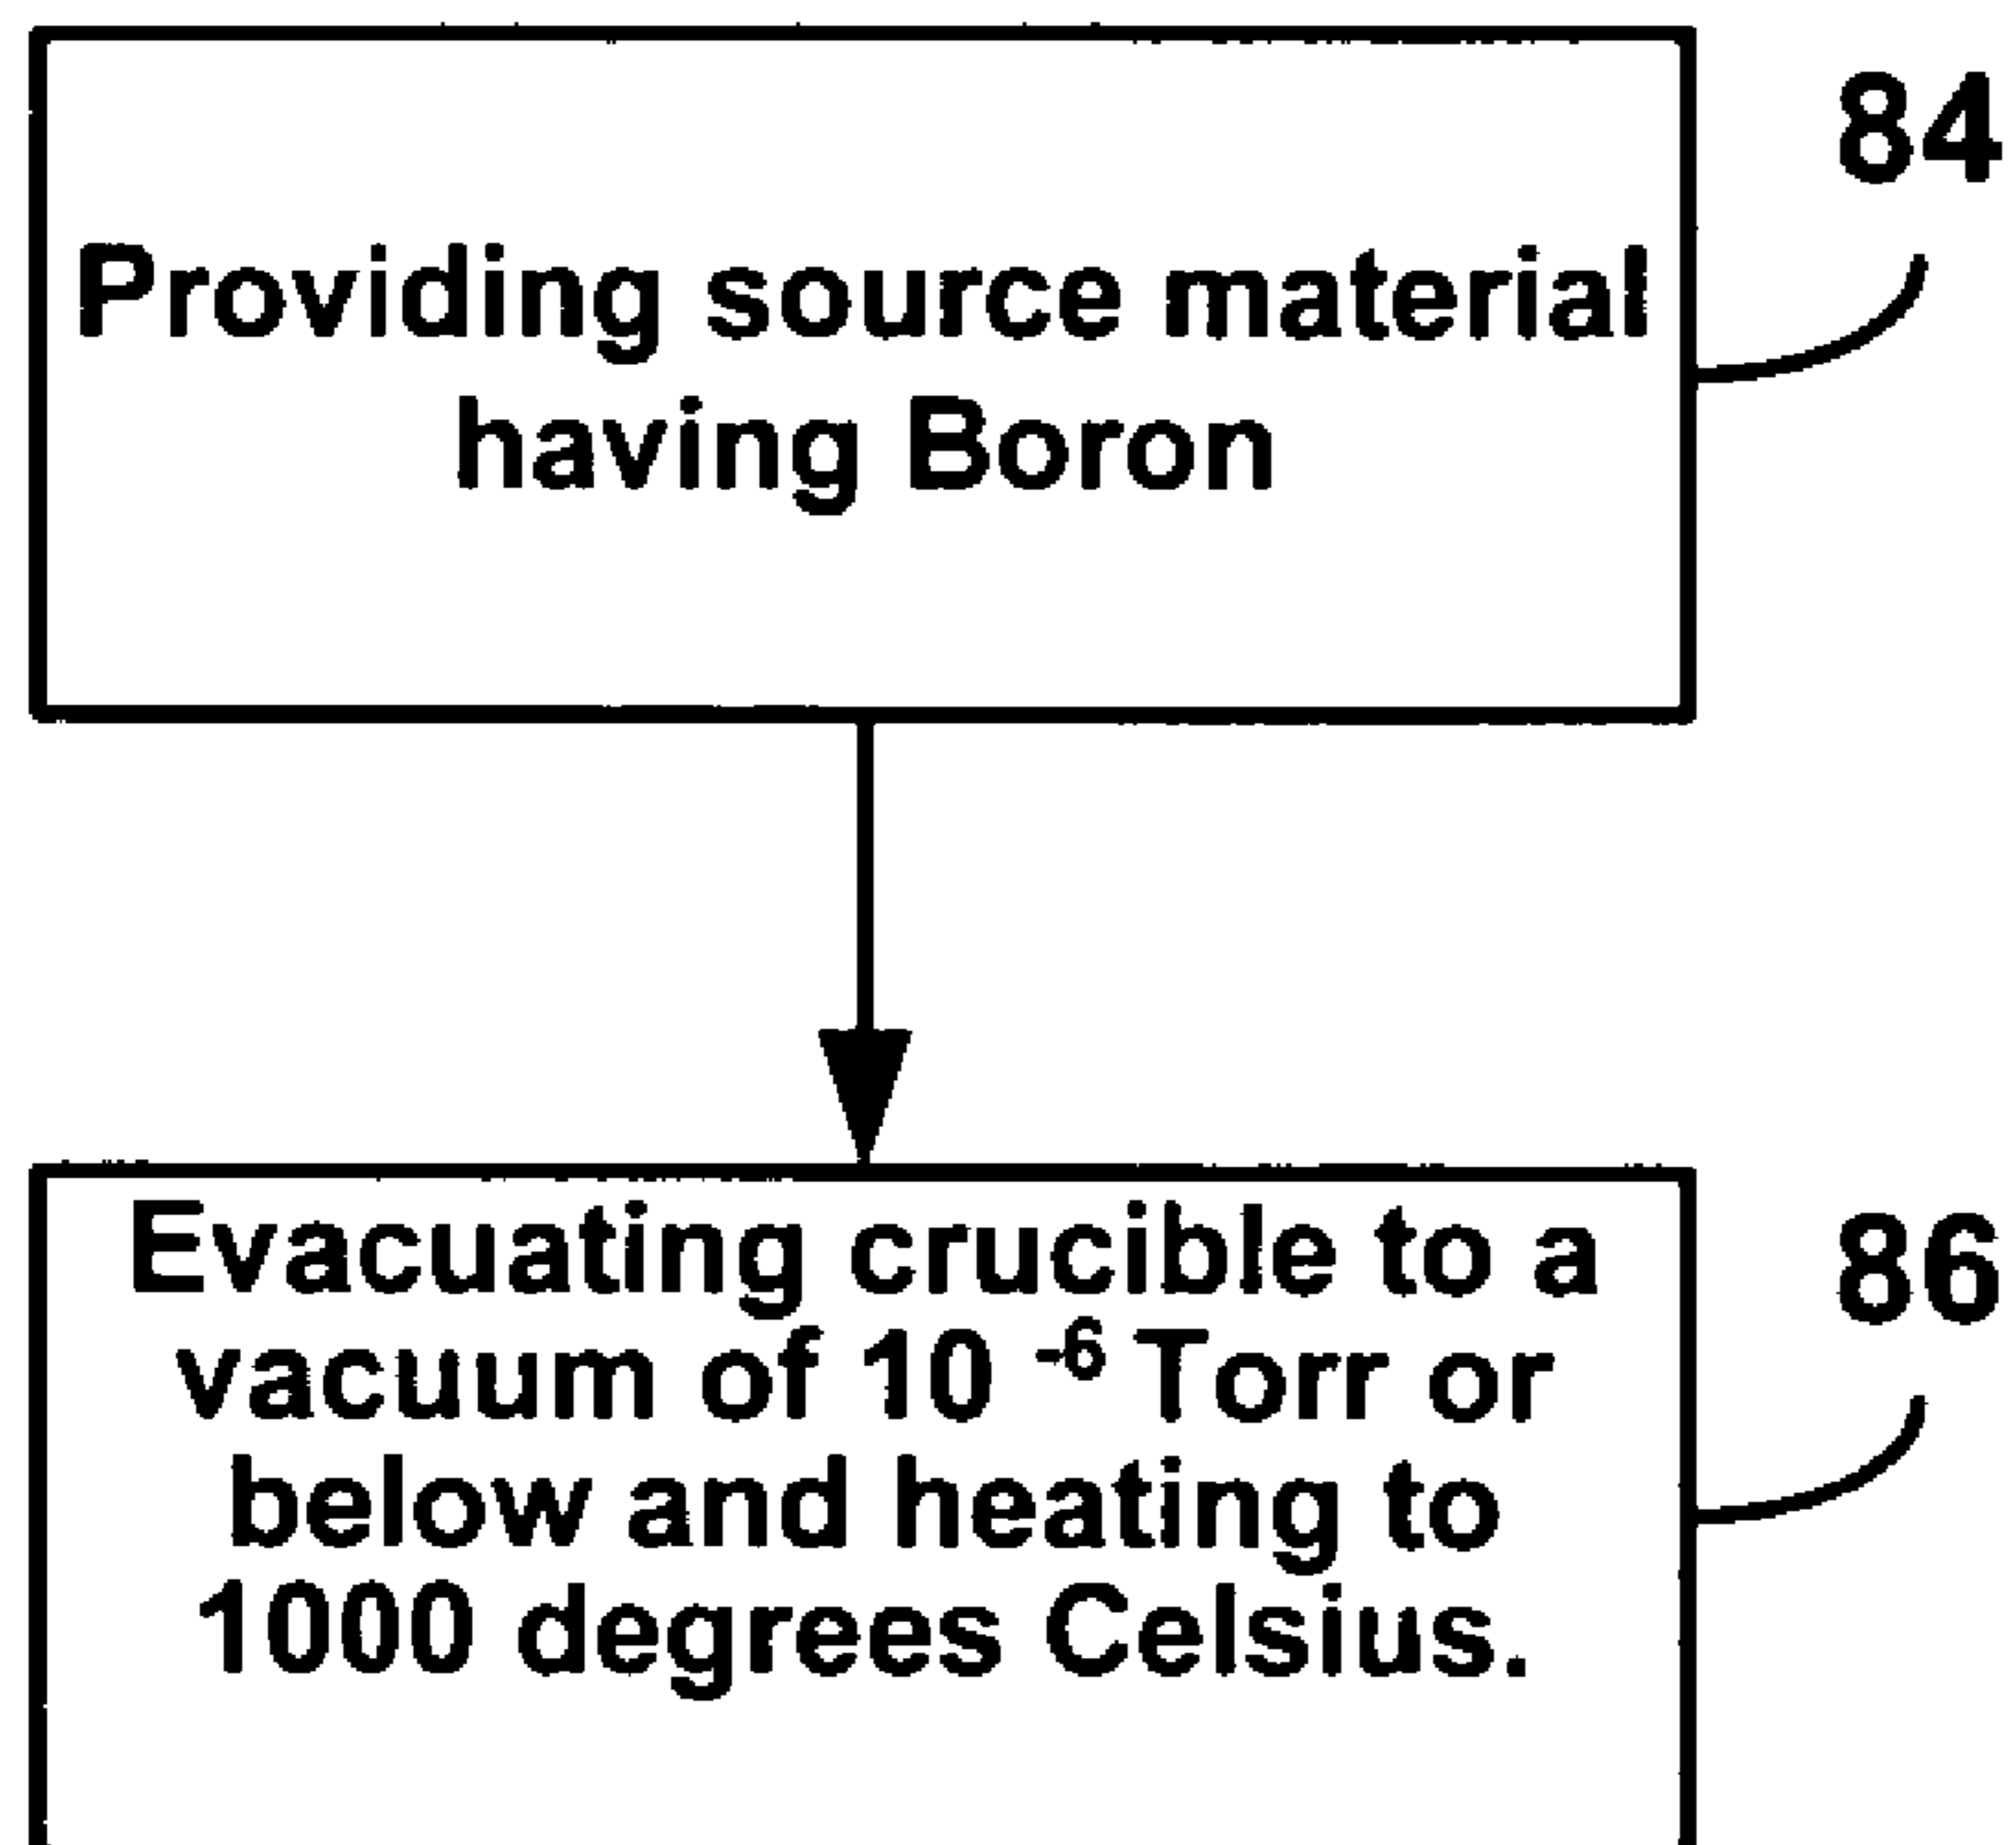 84
Providing source material
having Boron
86
Evacuating crucible to a
vacuum of 10 -6 Torr or
below and heating to
1000 degrees Celsius.